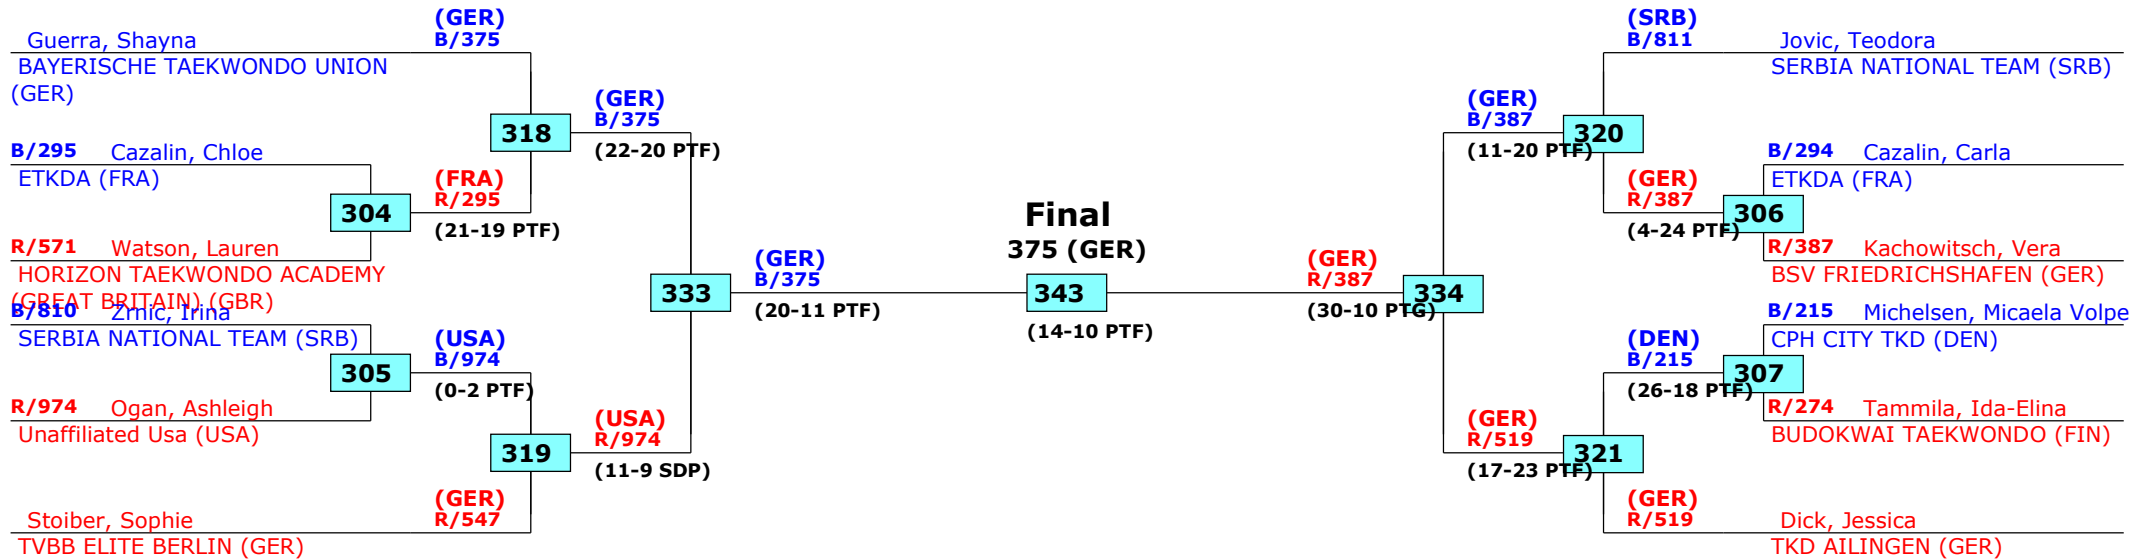 (GER)
B/375
Guerra, Shayna
BAYERISCHE TAEKWONDO UNION
(GER)
318
(GER)
B/375
(22-20 PTF)
B/295 Cazalin, Chloe
ETKDA (FRA)
304
(FRA)
R/295
(21-19 PTF)
R/571 Watson, Lauren
HORIZON TAEKWONDO ACADEMY
(GREAT BRITAIN) (GBR)
333
(GER)
B/375
(20-11 PTF)
B/810 Zrnic, Irina
SERBIA NATIONAL TEAM (SRB)
305
(USA)
B/974
(0-2 PTF)
R/974 Ogan, Ashleigh
Unaffiliated Usa (USA)
319
(USA)
R/974
(11-9 SDP)
(GER)
R/547
Stoiber, Sophie
TVBB ELITE BERLIN (GER)
Final
375 (GER)
343
(14-10 PTF)
(GER)
R/387
334
(30-10 PTG)
(SRB)
B/811
Jovic, Teodora
SERBIA NATIONAL TEAM (SRB)
(GER)
B/387
320
(11-20 PTF)
B/294 Cazalin, Carla
ETKDA (FRA)
(GER)
R/387
306
(4-24 PTF)
R/387 Kachowitsch, Vera
BSV FRIEDRICHSHAFEN (GER)
B/215 Michelsen, Micaela Volpe
CPH CITY TKD (DEN)
(DEN)
B/215
307
(26-18 PTF)
R/274 Tammila, Ida-Elina
BUDOKWAI TAEKWONDO (FIN)
(GER)
R/519
321
(17-23 PTF)
(GER)
R/519
Dick, Jessica
TKD AILINGEN (GER)